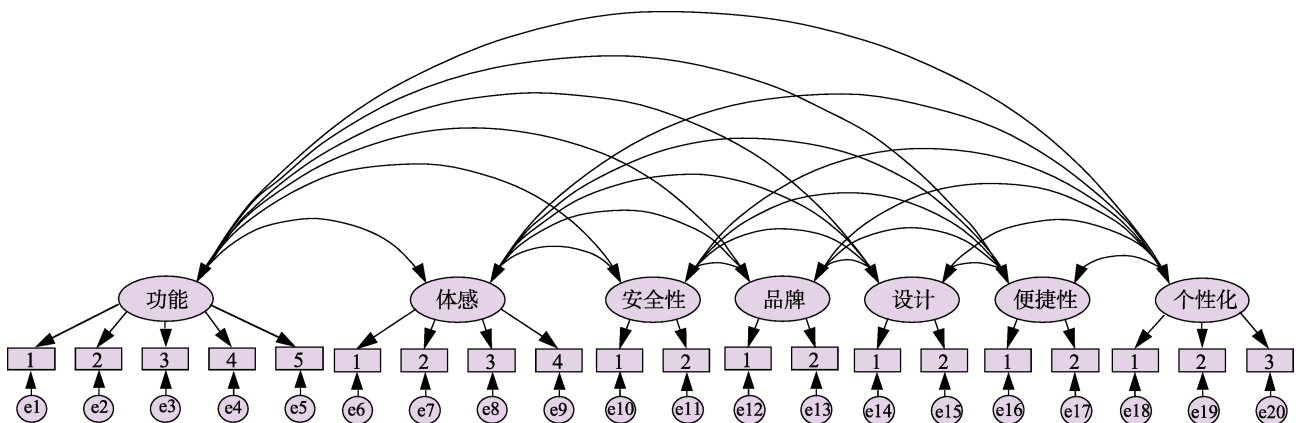 功能 体感 安全性 品牌 设计 便捷性 个性化
1 2 3 4 5 1 2 3 4 1 2 1 2 1 2 1 2 1 2 3
e1 e2 e3 e4 e5 e6 e7 e8 e9 e10 e11 e12 e13 e14 e15 e16 e17 e18 e19 e20